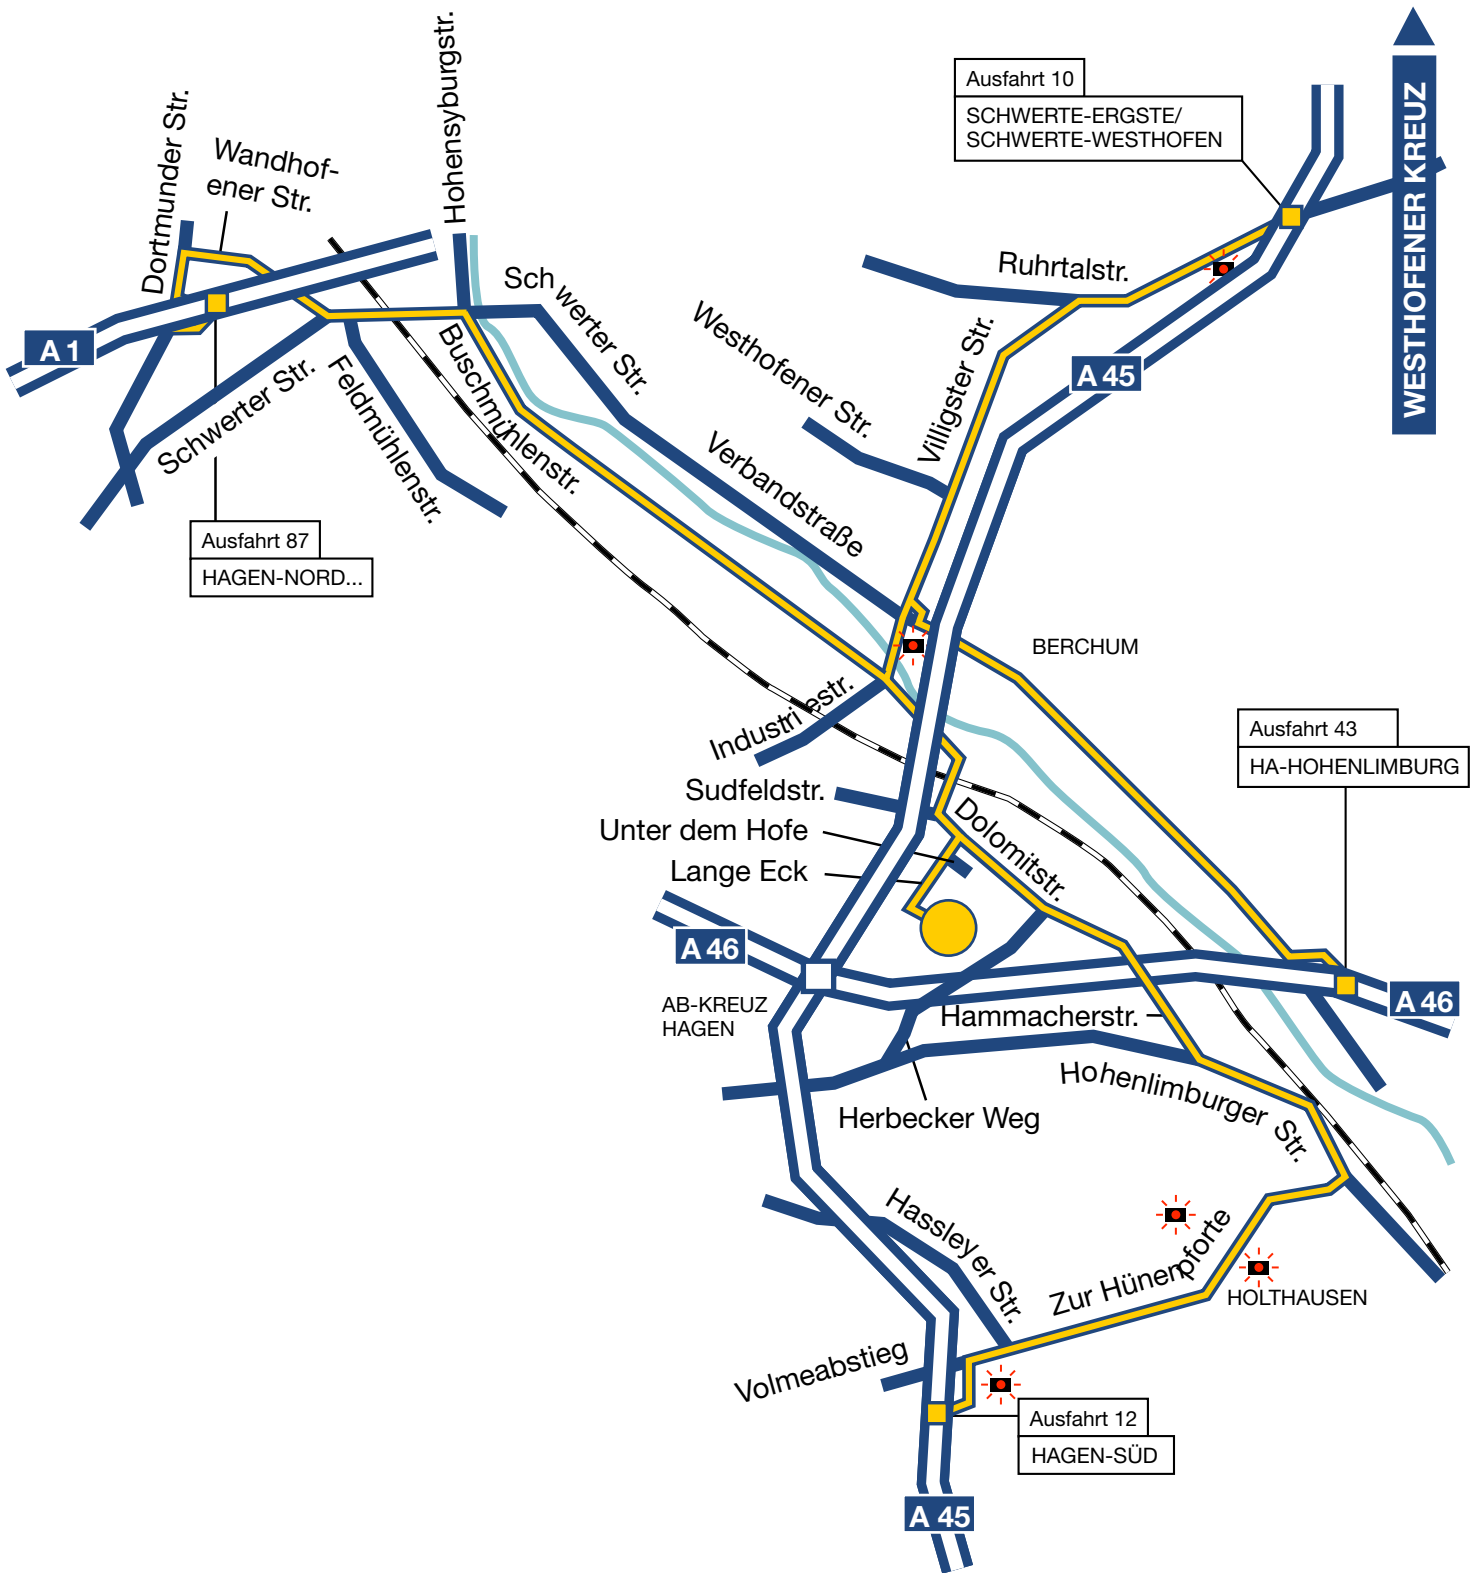 Hohensyburgstr.
Dortmunder Str.
Wandhof-
ener Str.
Ausfahrt 10
SCHWERTE-ERGSTE/
SCHWERTE-WESTHOFEN
WESTHOFENER KREUZ
Ruhrtalstr.
Schwerter Str.
Westhofener Str.
Villigster Str.
A 1
A 45
Buschmühlenstr.
Schwerter Str.
Feldmühlenstr.
Verbandstraße
Ausfahrt 87
HAGEN-NORD...
BERCHUM
Industriestr.
Ausfahrt 43
HA-HOHENLIMBURG
Sudfeldstr.
Unter dem Hofe
Lange Eck
Dolomitstr.
A 46
A 46
AB-KREUZ
HAGEN
Hammacherstr.
Hohenlimburger Str.
Herbecker Weg
Hassleyer Str.
Zur Hünenpforte
HOLTHAUSEN
Volmeabstieg
Ausfahrt 12
HAGEN-SÜD
A 45